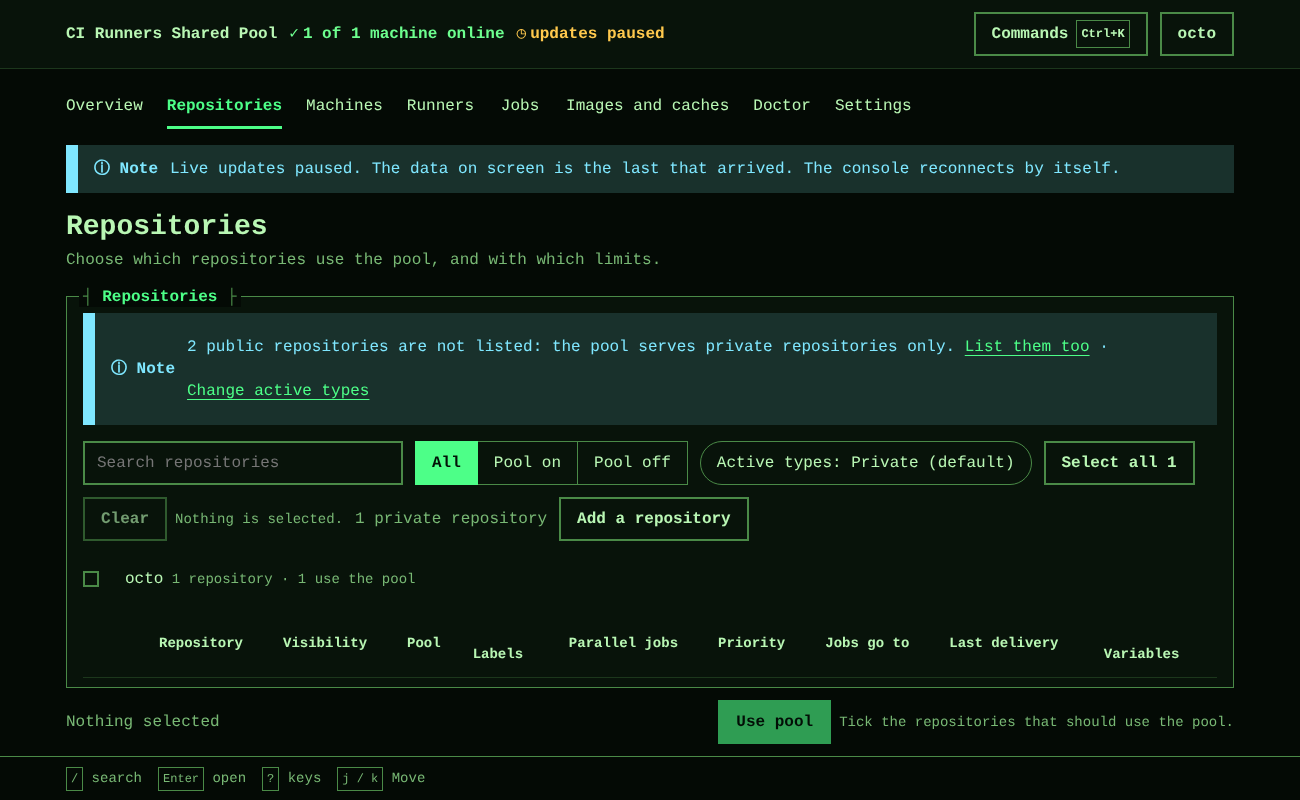 CI Runners Shared Pool ✓ 1 of 1 machine online ◷ updates paused Commands Ctrl+K octo
Overview Repositories Machines Runners Jobs Images and caches Doctor Settings
ⓘ Note Live updates paused. The data on screen is the last that arrived. The console reconnects by itself.
Repositories
Choose which repositories use the pool, and with which limits.
┤ Repositories ├
ⓘ Note 2 public repositories are not listed: the pool serves private repositories only. List them too ·
Change active types
Search repositories All Pool on Pool off Active types: Private (default) Select all 1
Clear Nothing is selected. 1 private repository Add a repository
octo 1 repository · 1 use the pool
Repository Visibility Pool Labels Parallel jobs Priority Jobs go to Last delivery Variables
Nothing selected Use pool Tick the repositories that should use the pool.
/ search Enter open ? keys j / k Move